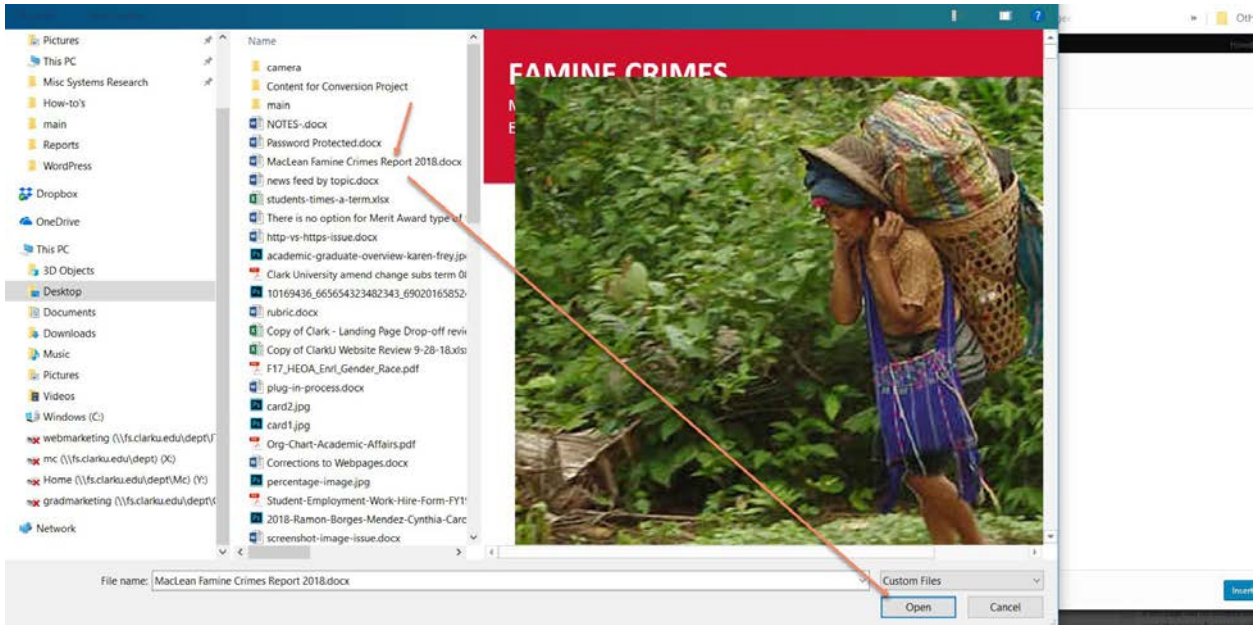 Oth
Pictures
This PC
Misc Systems Research
How-to's
main
Reports
WordPress
Dropbox
OneDrive
This PC
3D Objects
Desktop
Documents
Downloads
Music
Pictures
Videos
Windows (C:)
webmarketing (\\fs.clarku.edu\dept\
mc (\\fs.clarku.edu\dept) (X:)
Home (\\fs.clarku.edu\dept\Mc) (Y:)
gradmarketing (\\fs.clarku.edu\dept\
Network
Name
camera
Content for Conversion Project
main
NOTES-.docx
Password Protected.docx
MacLean Famine Crimes Report 2018.docx
news feed by topic.docx
students-times-a-term.xlsx
There is no option for Merit Award type of
http-vs-https-issue.docx
academic-graduate-overview-karen-frey.jp
Clark University amend change subs term 0
10169436_665654323482343_69020165852
rubric.docx
Copy of Clark - Landing Page Drop-off revi
Copy of ClarkU Website Review 9-28-18.xls
F17_HEOA_Enrl_Gender_Race.pdf
plug-in-process.docx
card2.jpg
card1.jpg
Org-Chart-Academic-Affairs.pdf
Corrections to Webpages.docx
percentage-image.jpg
Student-Employment-Work-Hire-Form-FY1
2018-Ramon-Borges-Mendez-Cynthia-Car
screenshot-image-issue.docx
FAMINE CRIMES
M
E
File name: MacLean Famine Crimes Report 2018.docx
Custom Files
Open
Cancel
Insert